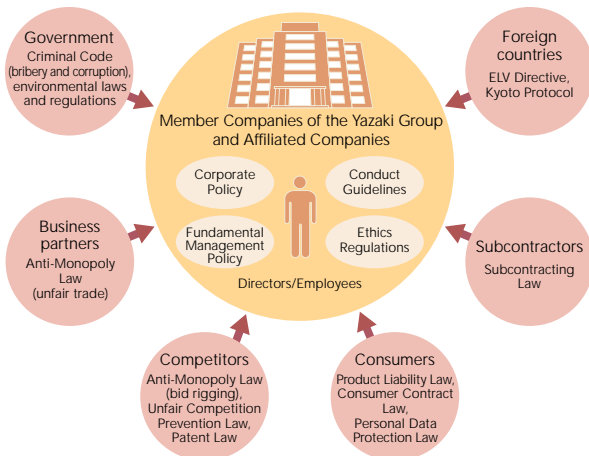 Government
Criminal Code
(bribery and corruption),
environmental laws
and regulations
Foreign
countries
ELV Directive,
Kyoto Protocol
Member Companies of the Yazaki Group
and Affiliated Companies
Corporate
Policy
Conduct
Guidelines
Fundamental
Management
Policy
Ethics
Regulations
Directors/Employees
Business
partners
Anti-Monopoly
Law
(unfair trade)
Subcontractors
Subcontracting
Law
Competitors
Anti-Monopoly Law
(bid rigging),
Unfair Competition
Prevention Law,
Patent Law
Consumers
Product Liability Law,
Consumer Contract
Law,
Personal Data
Protection Law